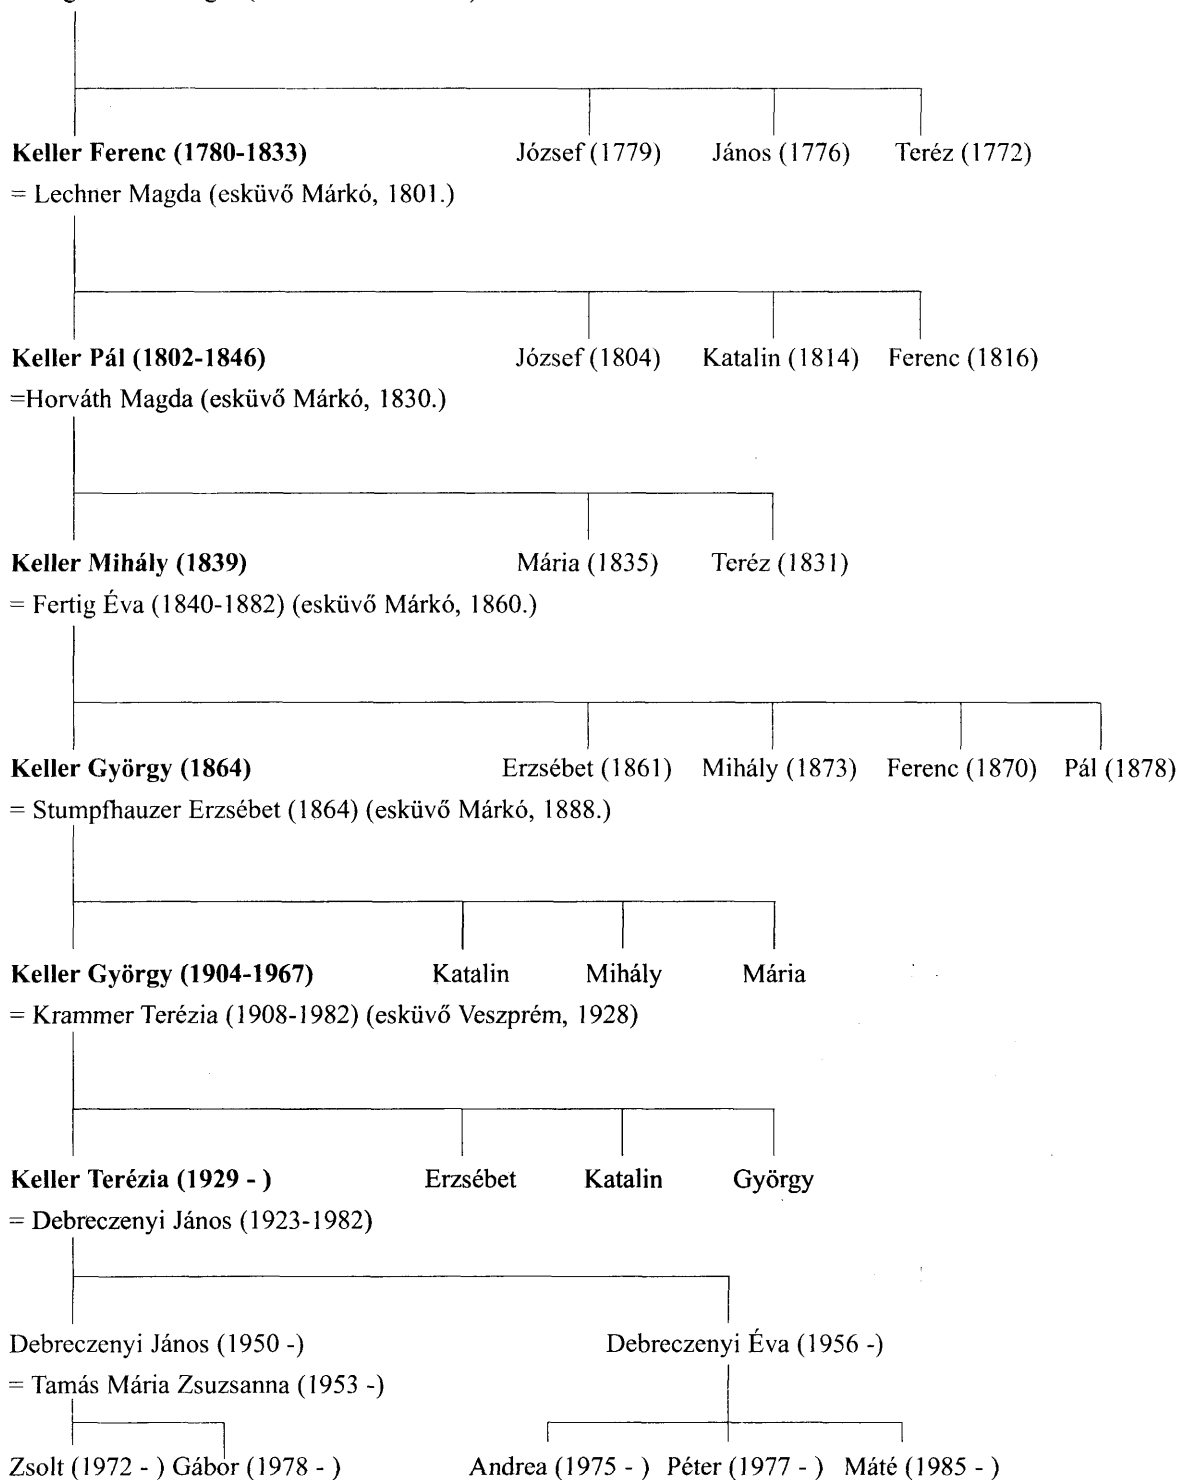 Keller Ferenc (1780-1833) József (1779) János (1776) Teréz (1772)
= Lechner Magda (esküvő Márkó, 1801.)
Keller Pál (1802-1846) József (1804) Katalin (1814) Ferenc (1816)
=Horváth Magda (esküvő Márkó, 1830.)
Keller Mihály (1839) Mária (1835) Teréz (1831)
= Fertig Éva (1840-1882) (esküvő Márkó, 1860.)
Keller György (1864) Erzsébet (1861) Mihály (1873) Ferenc (1870) Pál (1878)
= Stumpfhauzer Erzsébet (1864) (esküvő Márkó, 1888.)
Keller György (1904-1967) Katalin Mihály Mária
= Krammer Terézia (1908-1982) (esküvő Veszprém, 1928)
Keller Terézia (1929 - ) Erzsébet Katalin György
= Debreczenyi János (1923-1982)
Debreczenyi János (1950 -) Debreczenyi Éva (1956 -)
= Tamás Mária Zsuzsanna (1953 -)
Zsolt (1972 - ) Gábor (1978 - ) Andrea (1975 - ) Péter (1977 - ) Máté (1985 - )